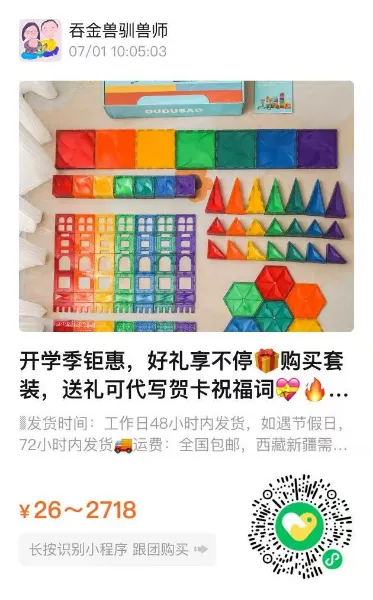 吞金兽驯兽师
07/01 10:05:03
DUDUBAO
开学季钜惠，好礼享不停🎁购买套
装，送礼可代写贺卡祝福词💝🔥...
▒发货时间：工作日48小时内发货，如遇节假日，
72小时内发货🚚运费：全国包邮，西藏新疆需...
¥26～2718
长按识别小程序 跟团购买